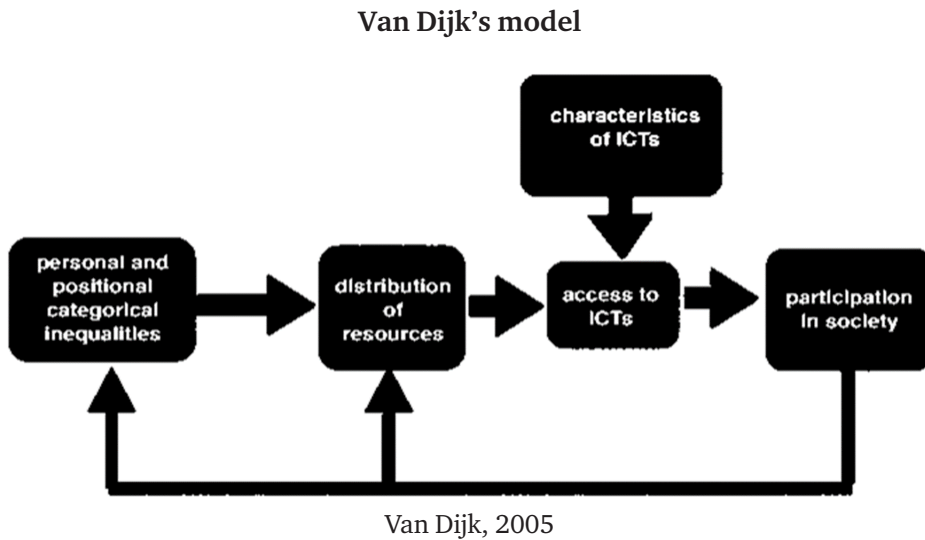 Van Dijk’s model
characteristics
of ICTs
personal and
positional
categorical
inequalities
distribution
of
resources
access to
ICTs
participation
in society
Van Dijk, 2005